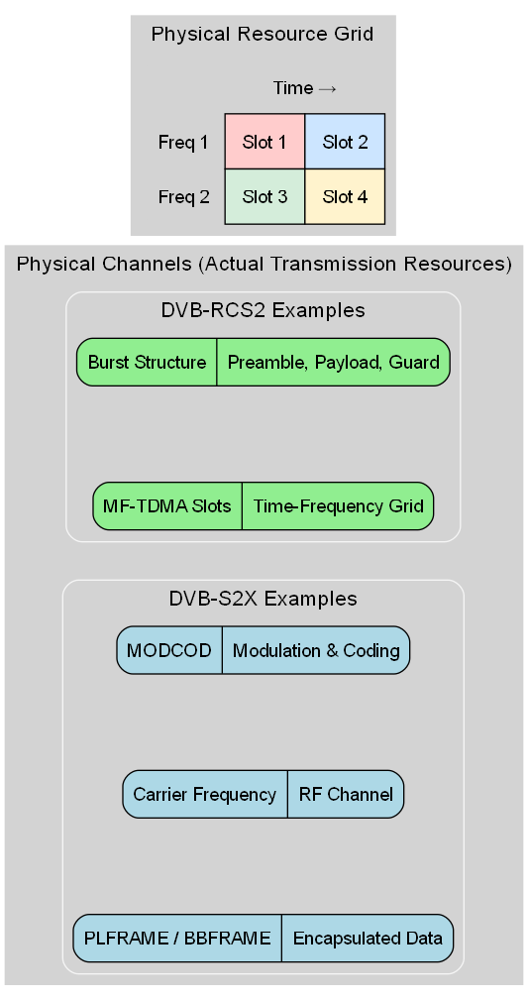 Physical Resource Grid
Time →
Freq 1 Slot 1 Slot 2
Freq 2 Slot 3 Slot 4
Physical Channels (Actual Transmission Resources)
DVB-RCS2 Examples
Burst Structure Preamble, Payload, Guard
MF-TDMA Slots Time-Frequency Grid
DVB-S2X Examples
MODCOD Modulation & Coding
Carrier Frequency RF Channel
PLFRAME / BBFRAME Encapsulated Data